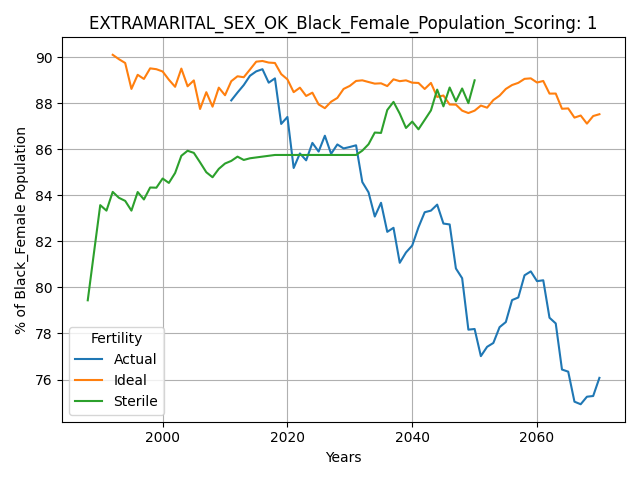 EXTRAMARITAL_SEX_OK_Black_Female_Population_Scoring: 1
% of Black_Female Population
90
88
86
84
82
80
78
76
Fertility
Actual
Ideal
Sterile
2000
2020
2040
2060
Years